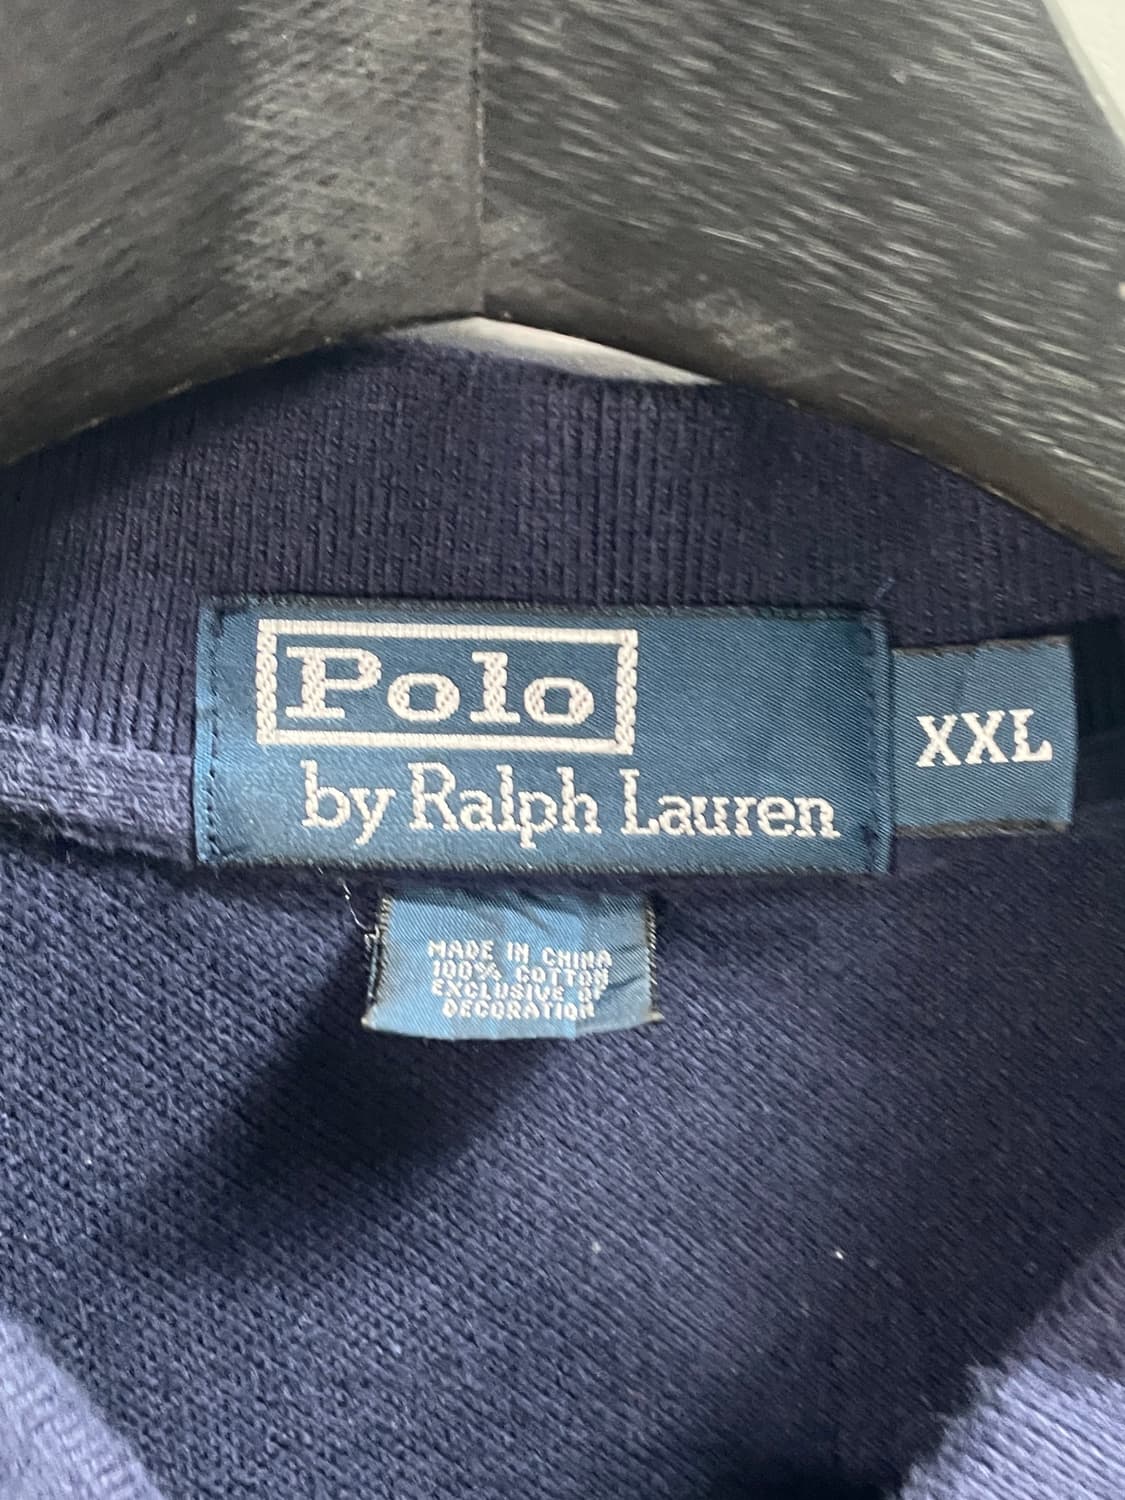 Polo
by Ralph Lauren
XXL
MADE IN CHINA
100% COTTON
EXCLUSIVE OF
DECORATION